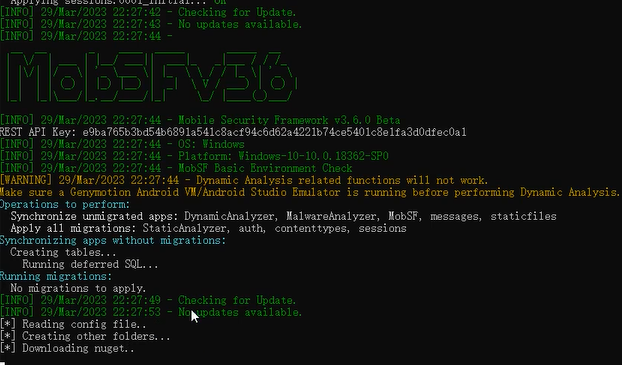 Applying sessions.0001_initial... OK
[INFO] 29/Mar/2023 22:27:42 - Checking for Update.
[INFO] 29/Mar/2023 22:27:43 - No updates available.
[INFO] 29/Mar/2023 22:27:44 -
MobSF v3.6
[INFO] 29/Mar/2023 22:27:44 - Mobile Security Framework v3.6.0 Beta
REST API Key: e9ba765b3bd54b6891a541c8acf94c6d62a4221b74ce5401c8e1fa3d0dfec0a1
[INFO] 29/Mar/2023 22:27:44 - OS: Windows
[INFO] 29/Mar/2023 22:27:44 - Platform: Windows-10-10.0.18362-SP0
[INFO] 29/Mar/2023 22:27:44 - MobSF Basic Environment Check
[WARNING] 29/Mar/2023 22:27:44 - Dynamic Analysis related functions will not work.
Make sure a Genymotion Android VM/Android Studio Emulator is running before performing Dynamic Analysis.
Operations to perform:
Synchronize unmigrated apps: DynamicAnalyzer, MalwareAnalyzer, MobSF, messages, staticfiles
Apply all migrations: StaticAnalyzer, auth, contenttypes, sessions
Synchronizing apps without migrations:
Creating tables...
Running deferred SQL...
Running migrations:
No migrations to apply.
[INFO] 29/Mar/2023 22:27:49 - Checking for Update.
[INFO] 29/Mar/2023 22:27:53 - No updates available.
[*] Reading config file..
[*] Creating other folders...
[*] Downloading nuget..